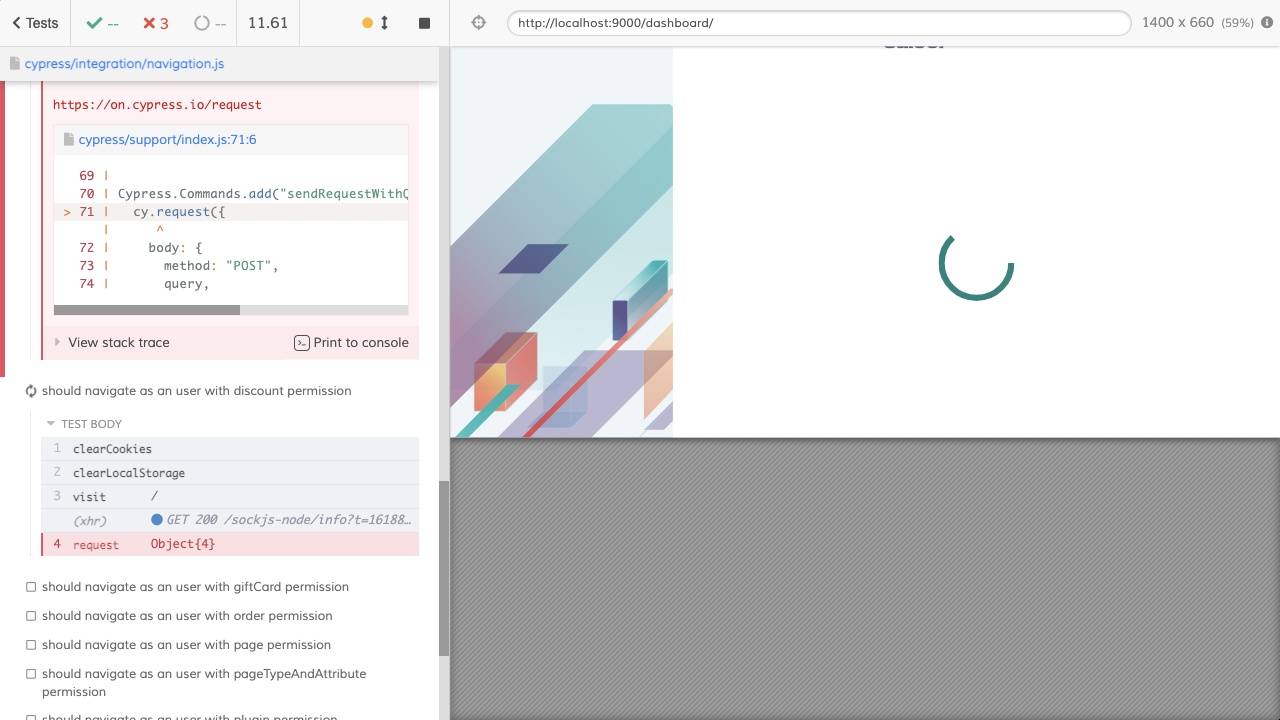 Tests
--
3
--
11.61
http://localhost:9000/dashboard/
1400 x 660 (59%)
cypress/integration/navigation.js
https://on.cypress.io/request
cypress/support/index.js:71:6
69 |
70 | Cypress.Commands.add("sendRequestWithQ
> 71 | cy.request({
| ^
72 | body: {
73 | method: "POST",
74 | query,
View stack trace
Print to console
should navigate as an user with discount permission
TEST BODY
1 clearCookies
2 clearLocalStorage
3 visit /
(xhr) GET 200 /sockjs-node/info?t=16188…
4 request Object{4}
should navigate as an user with giftCard permission
should navigate as an user with order permission
should navigate as an user with page permission
should navigate as an user with pageTypeAndAttribute
permission
should navigate as an user with plugin permission